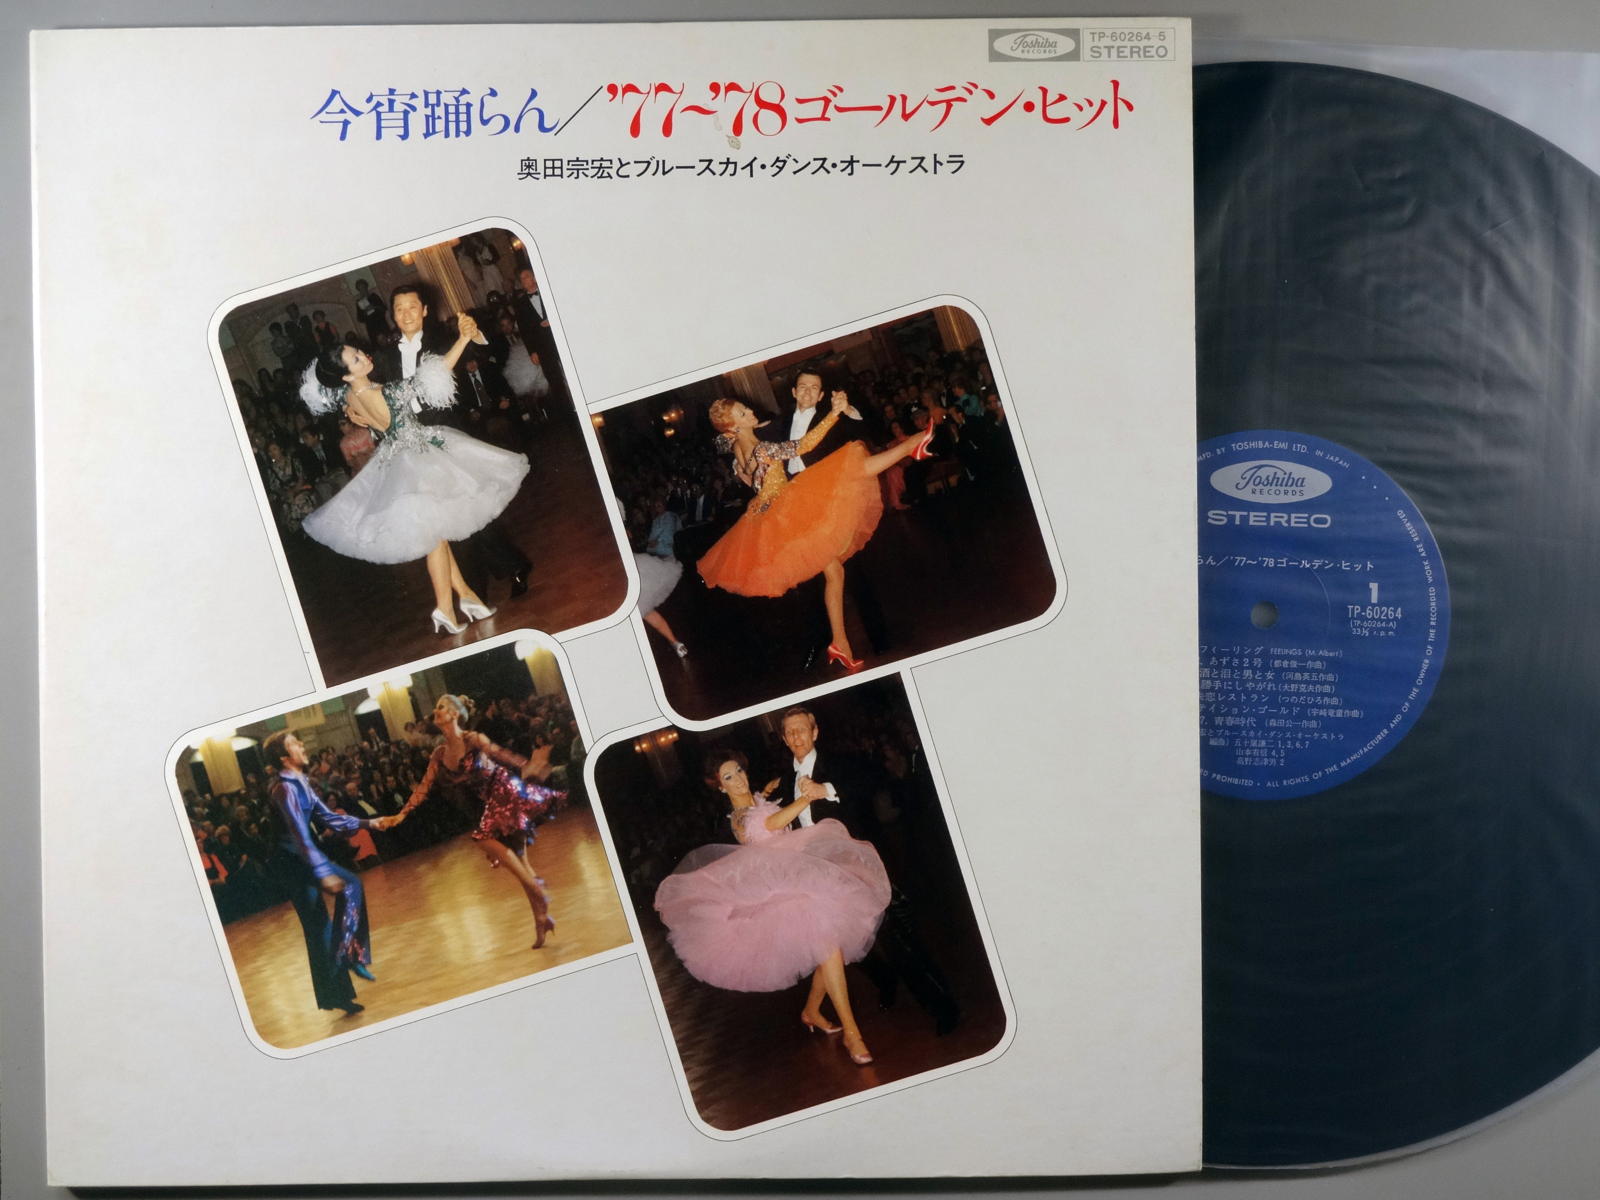 Toshiba
RECORDS
TP-60264-5
STEREO
今宵踊らん/'77〜'78ゴールデン・ヒット
奥田宗宏とブルースカイ・ダンス・オーケストラ
MFD. BY TOSHIBA-EMI LTD. IN JAPAN
Toshiba
RECORDS
STEREO
らん/'77〜'78ゴールデン・ヒット
1
TP-60264
(TP-60264-A)
33⅓ r.p.m.
フィーリング FEELINGS (M. Albert)
あずさ2号 (都倉俊一作曲)
酒と泪と男と女 (河島英五作曲)
勝手にしやがれ (大野克夫作曲)
恋レストラン (つのだひろ作曲)
テイション・ゴールド (宇崎竜童作曲)
7. 青春時代 (森田公一作曲)
宏とブルースカイ・ダンス・オーケストラ
編曲) 五十嵐謙二 1,3,6,7
山本有信 4,5
高野志津男 2
ED PROHIBITED • ALL RIGHTS OF THE MANUFACTURER AND OF THE OWNER OF THE RECORDED WORK ARE RESERVED